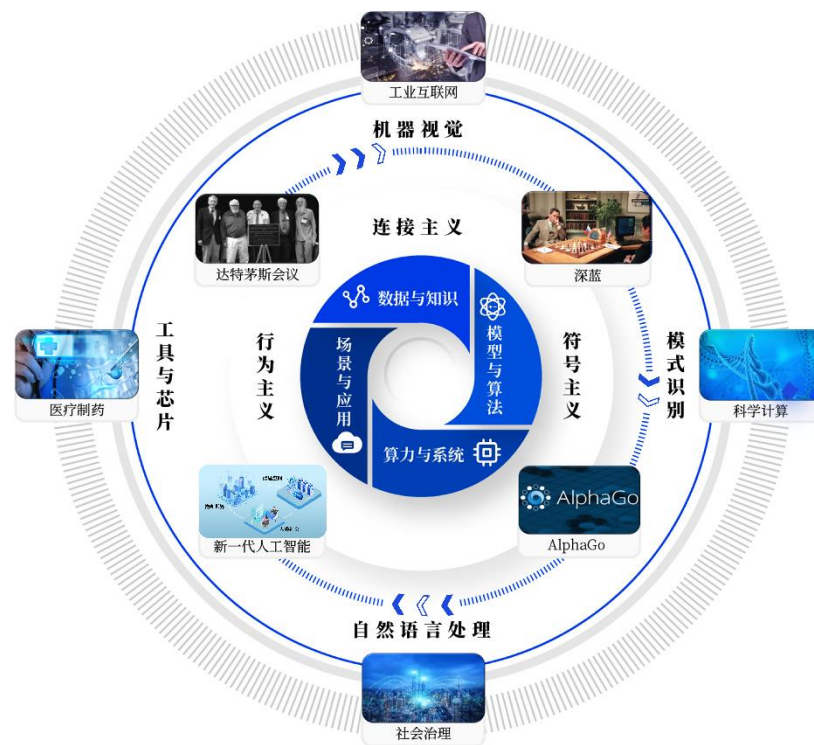 工业互联网
机器视觉
达特茅斯会议
连接主义
深蓝
数据与知识
模型与算法
场景与应用
算力与系统
行为主义
符号主义
工具与芯片
模式识别
医疗制药
科学计算
新一代人工智能
AlphaGo
AlphaGo
自然语言处理
社会治理